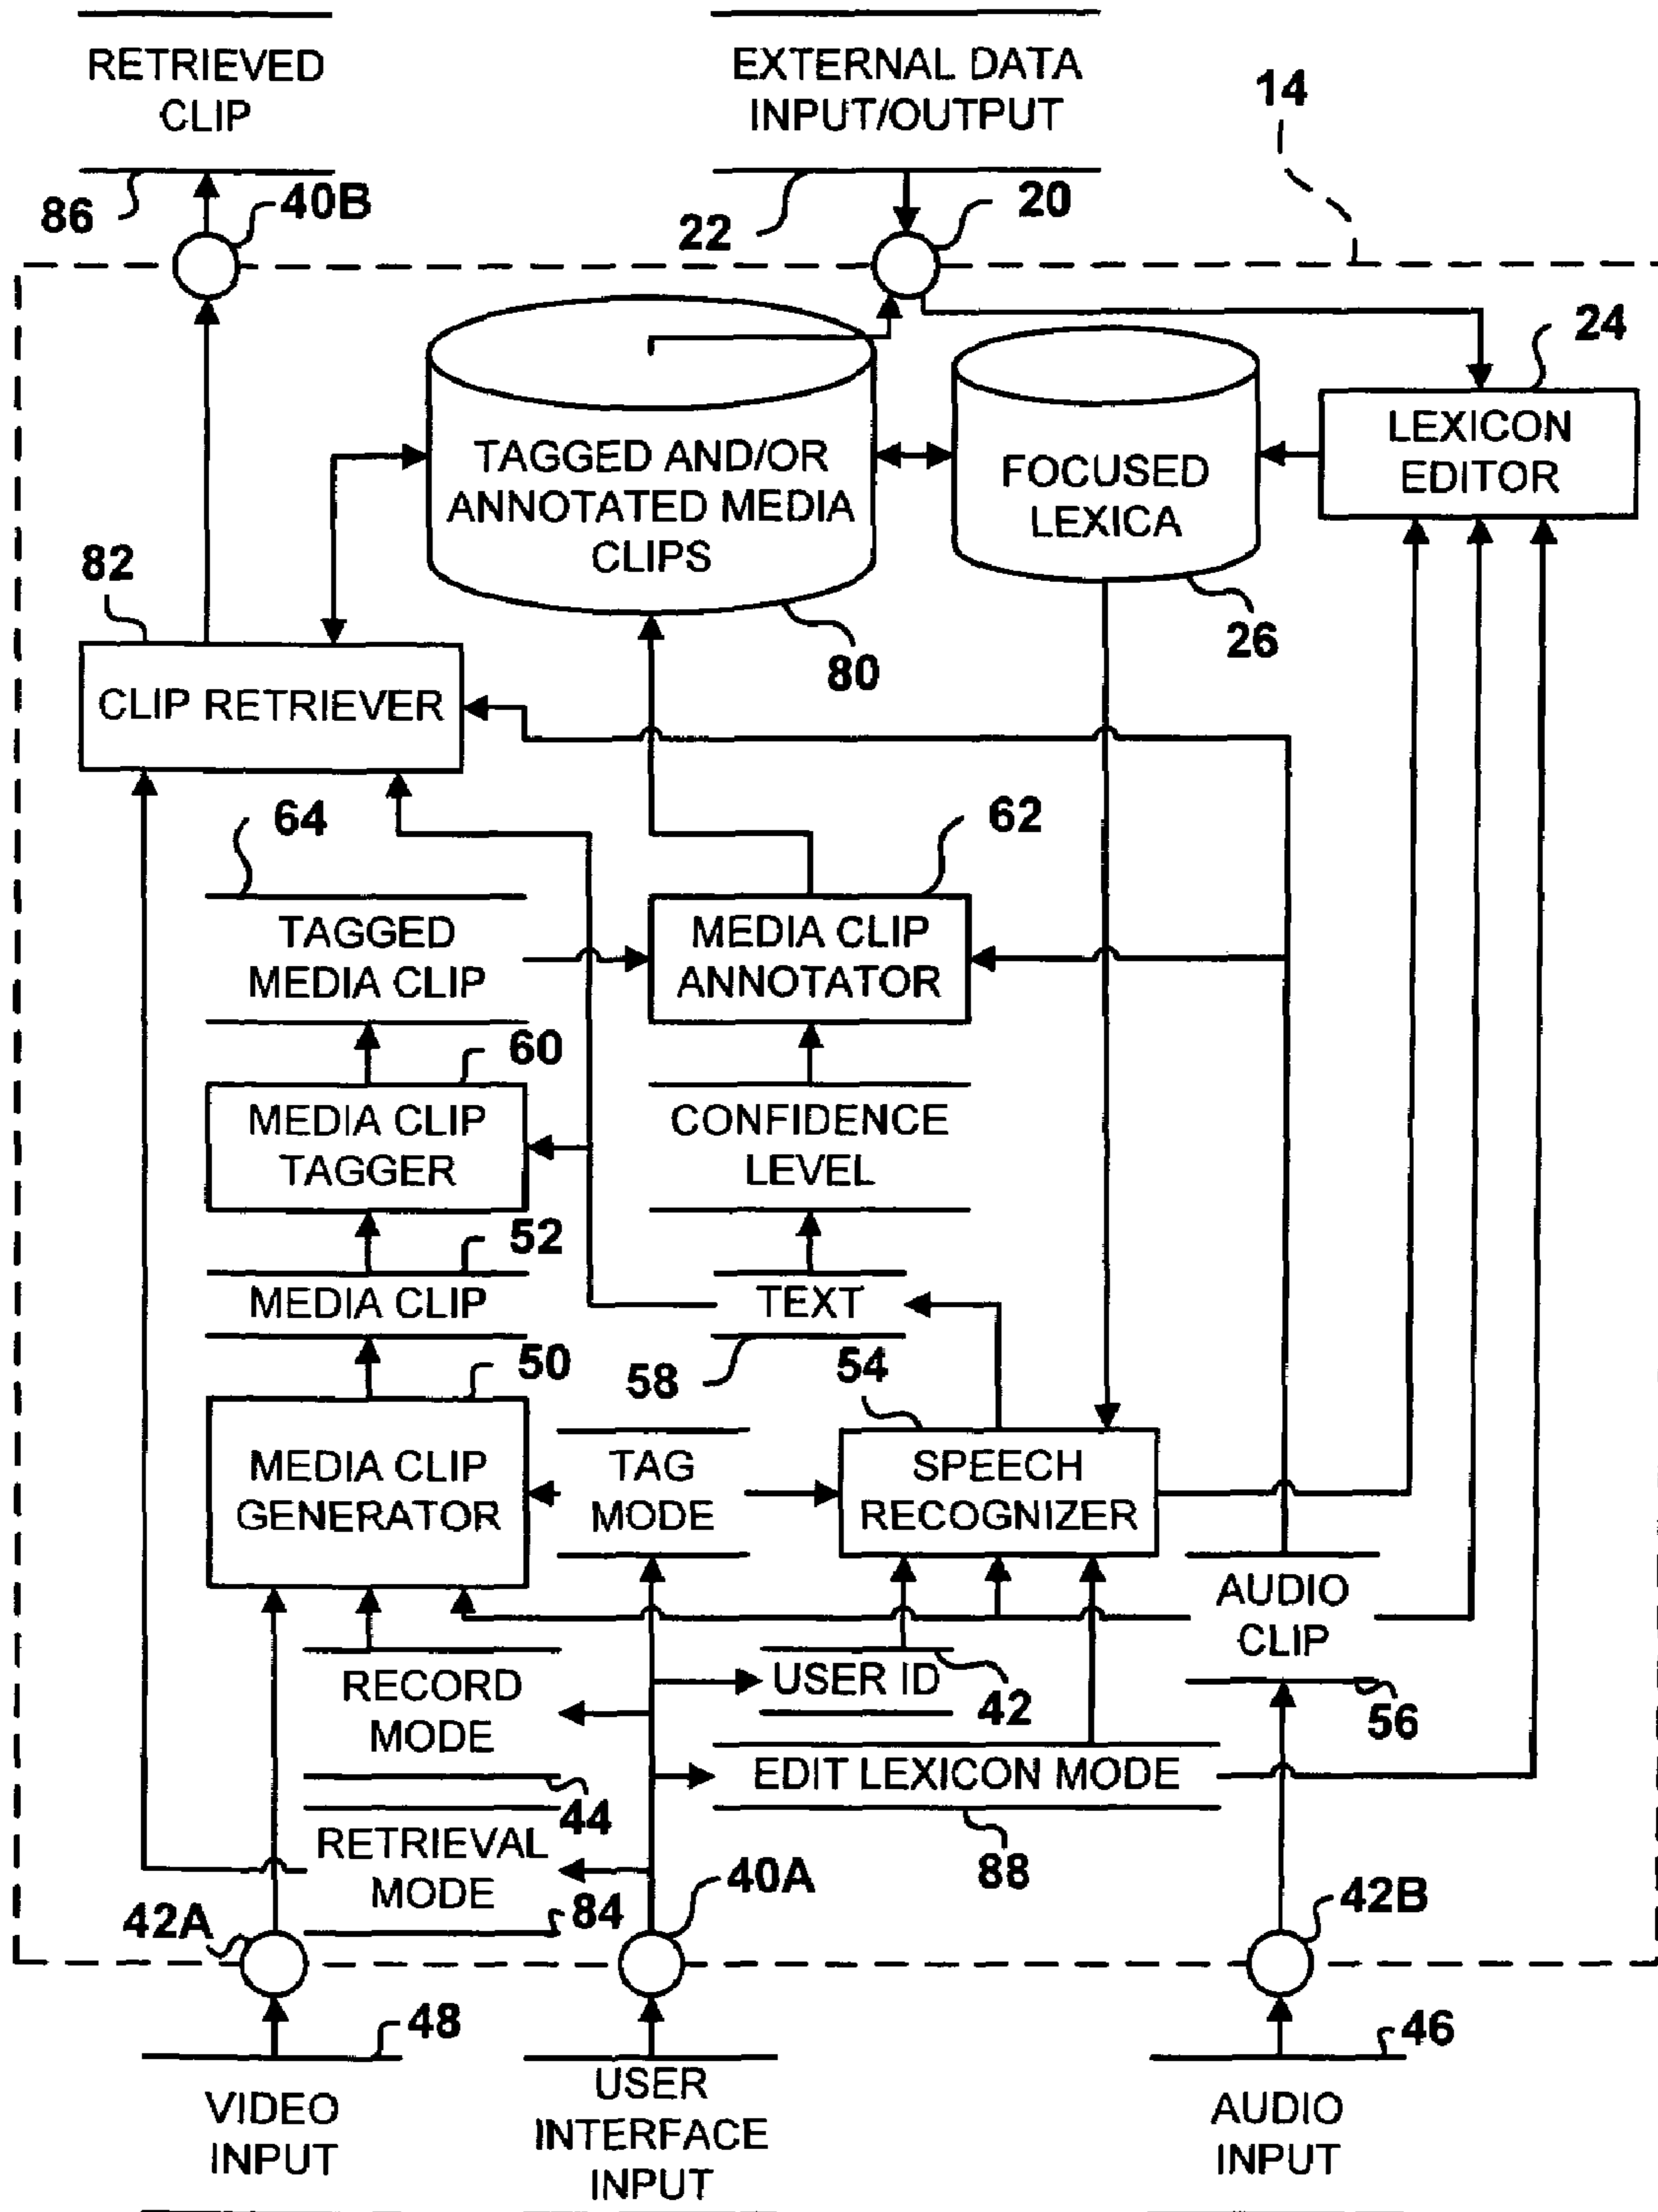 RETRIEVED
CLIP
EXTERNAL DATA
INPUT/OUTPUT
14
86
40B
22
20
24
TAGGED AND/OR
ANNOTATED MEDIA
CLIPS
FOCUSED
LEXICA
LEXICON
EDITOR
82
80
26
CLIP RETRIEVER
64
62
TAGGED
MEDIA CLIP
MEDIA CLIP
ANNOTATOR
60
MEDIA CLIP
TAGGER
CONFIDENCE
LEVEL
52
MEDIA CLIP
TEXT
50
58
54
MEDIA CLIP
GENERATOR
TAG
MODE
SPEECH
RECOGNIZER
AUDIO
CLIP
RECORD
MODE
USER ID
42
56
44
EDIT LEXICON MODE
RETRIEVAL
MODE
88
84
42A
40A
42B
48
46
VIDEO
INPUT
USER
INTERFACE
INPUT
AUDIO
INPUT